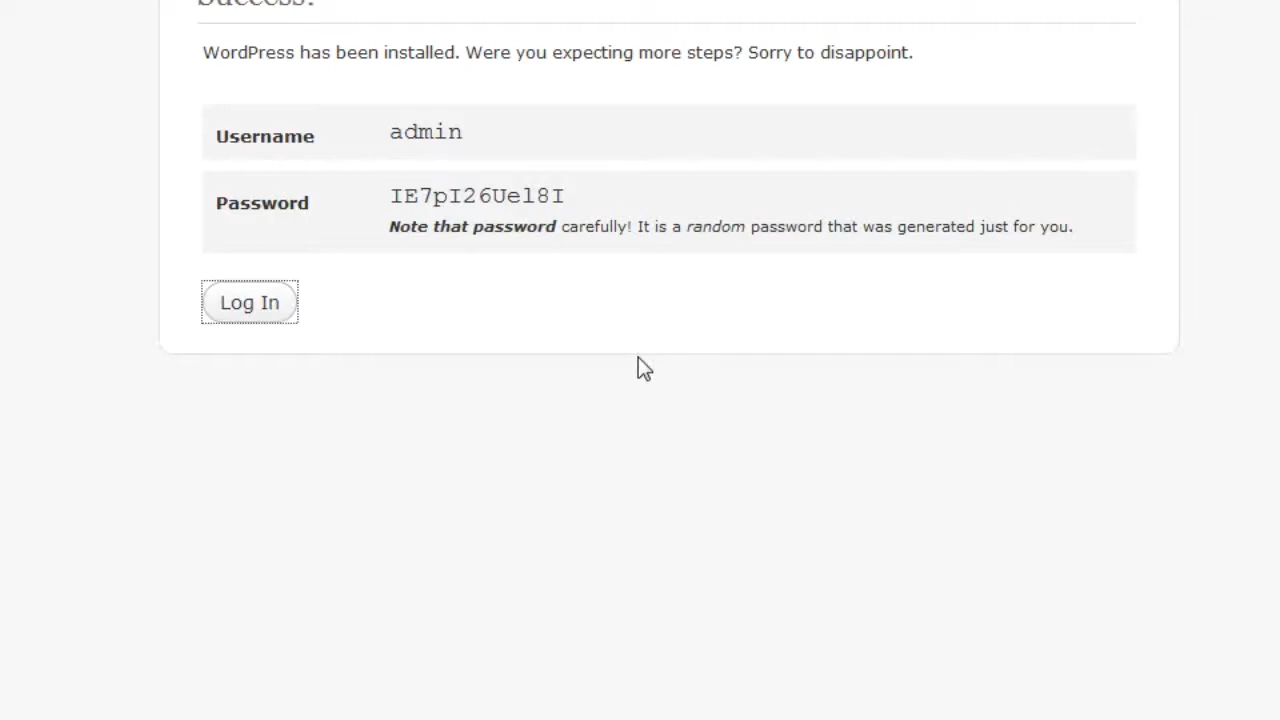 Success!
WordPress has been installed. Were you expecting more steps? Sorry to disappoint.
Username admin
Password IE7pI26Uel8I
Note that password carefully! It is a random password that was generated just for you.
Log In